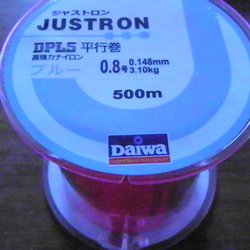 ジャストロン
JUSTRON
DPLS 平行巻
高強力ナイロン
ブルー
0.8号 0.148mm
3.10kg
500m
Daiwa